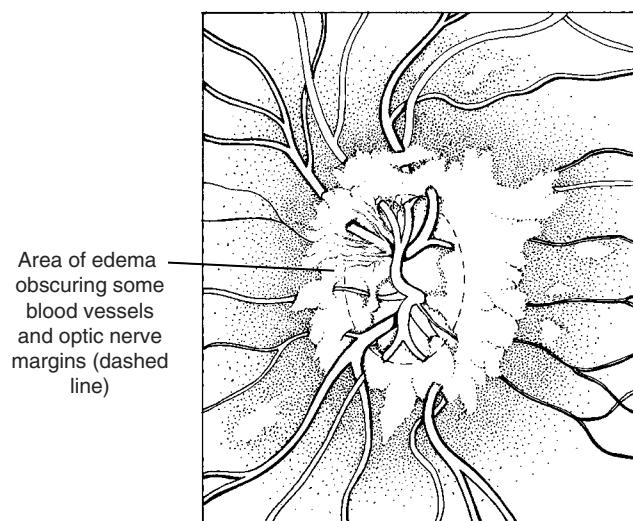 Area of edema
obscuring some
blood vessels
and optic nerve
margins (dashed
line)